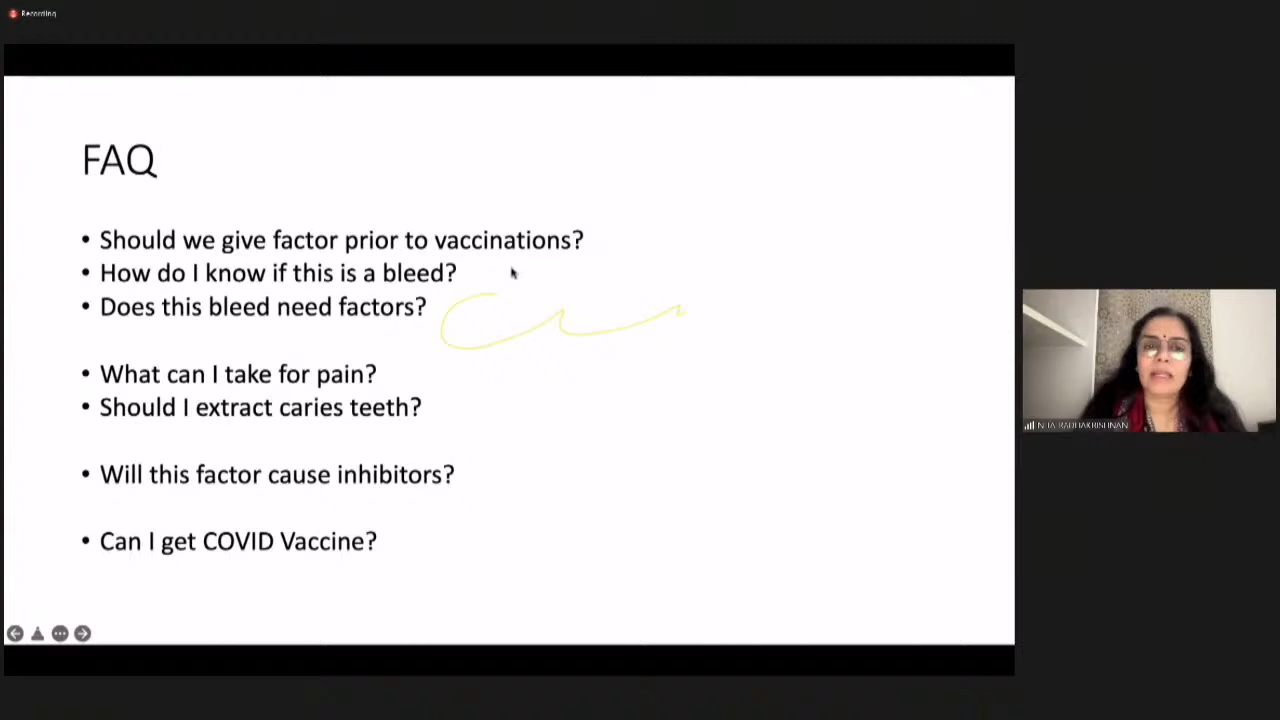 Recording
FAQ
• Should we give factor prior to vaccinations?
• How do I know if this is a bleed?
• Does this bleed need factors?
• What can I take for pain?
• Should I extract caries teeth?
• Will this factor cause inhibitors?
• Can I get COVID Vaccine?
RADHAKRISHNAN